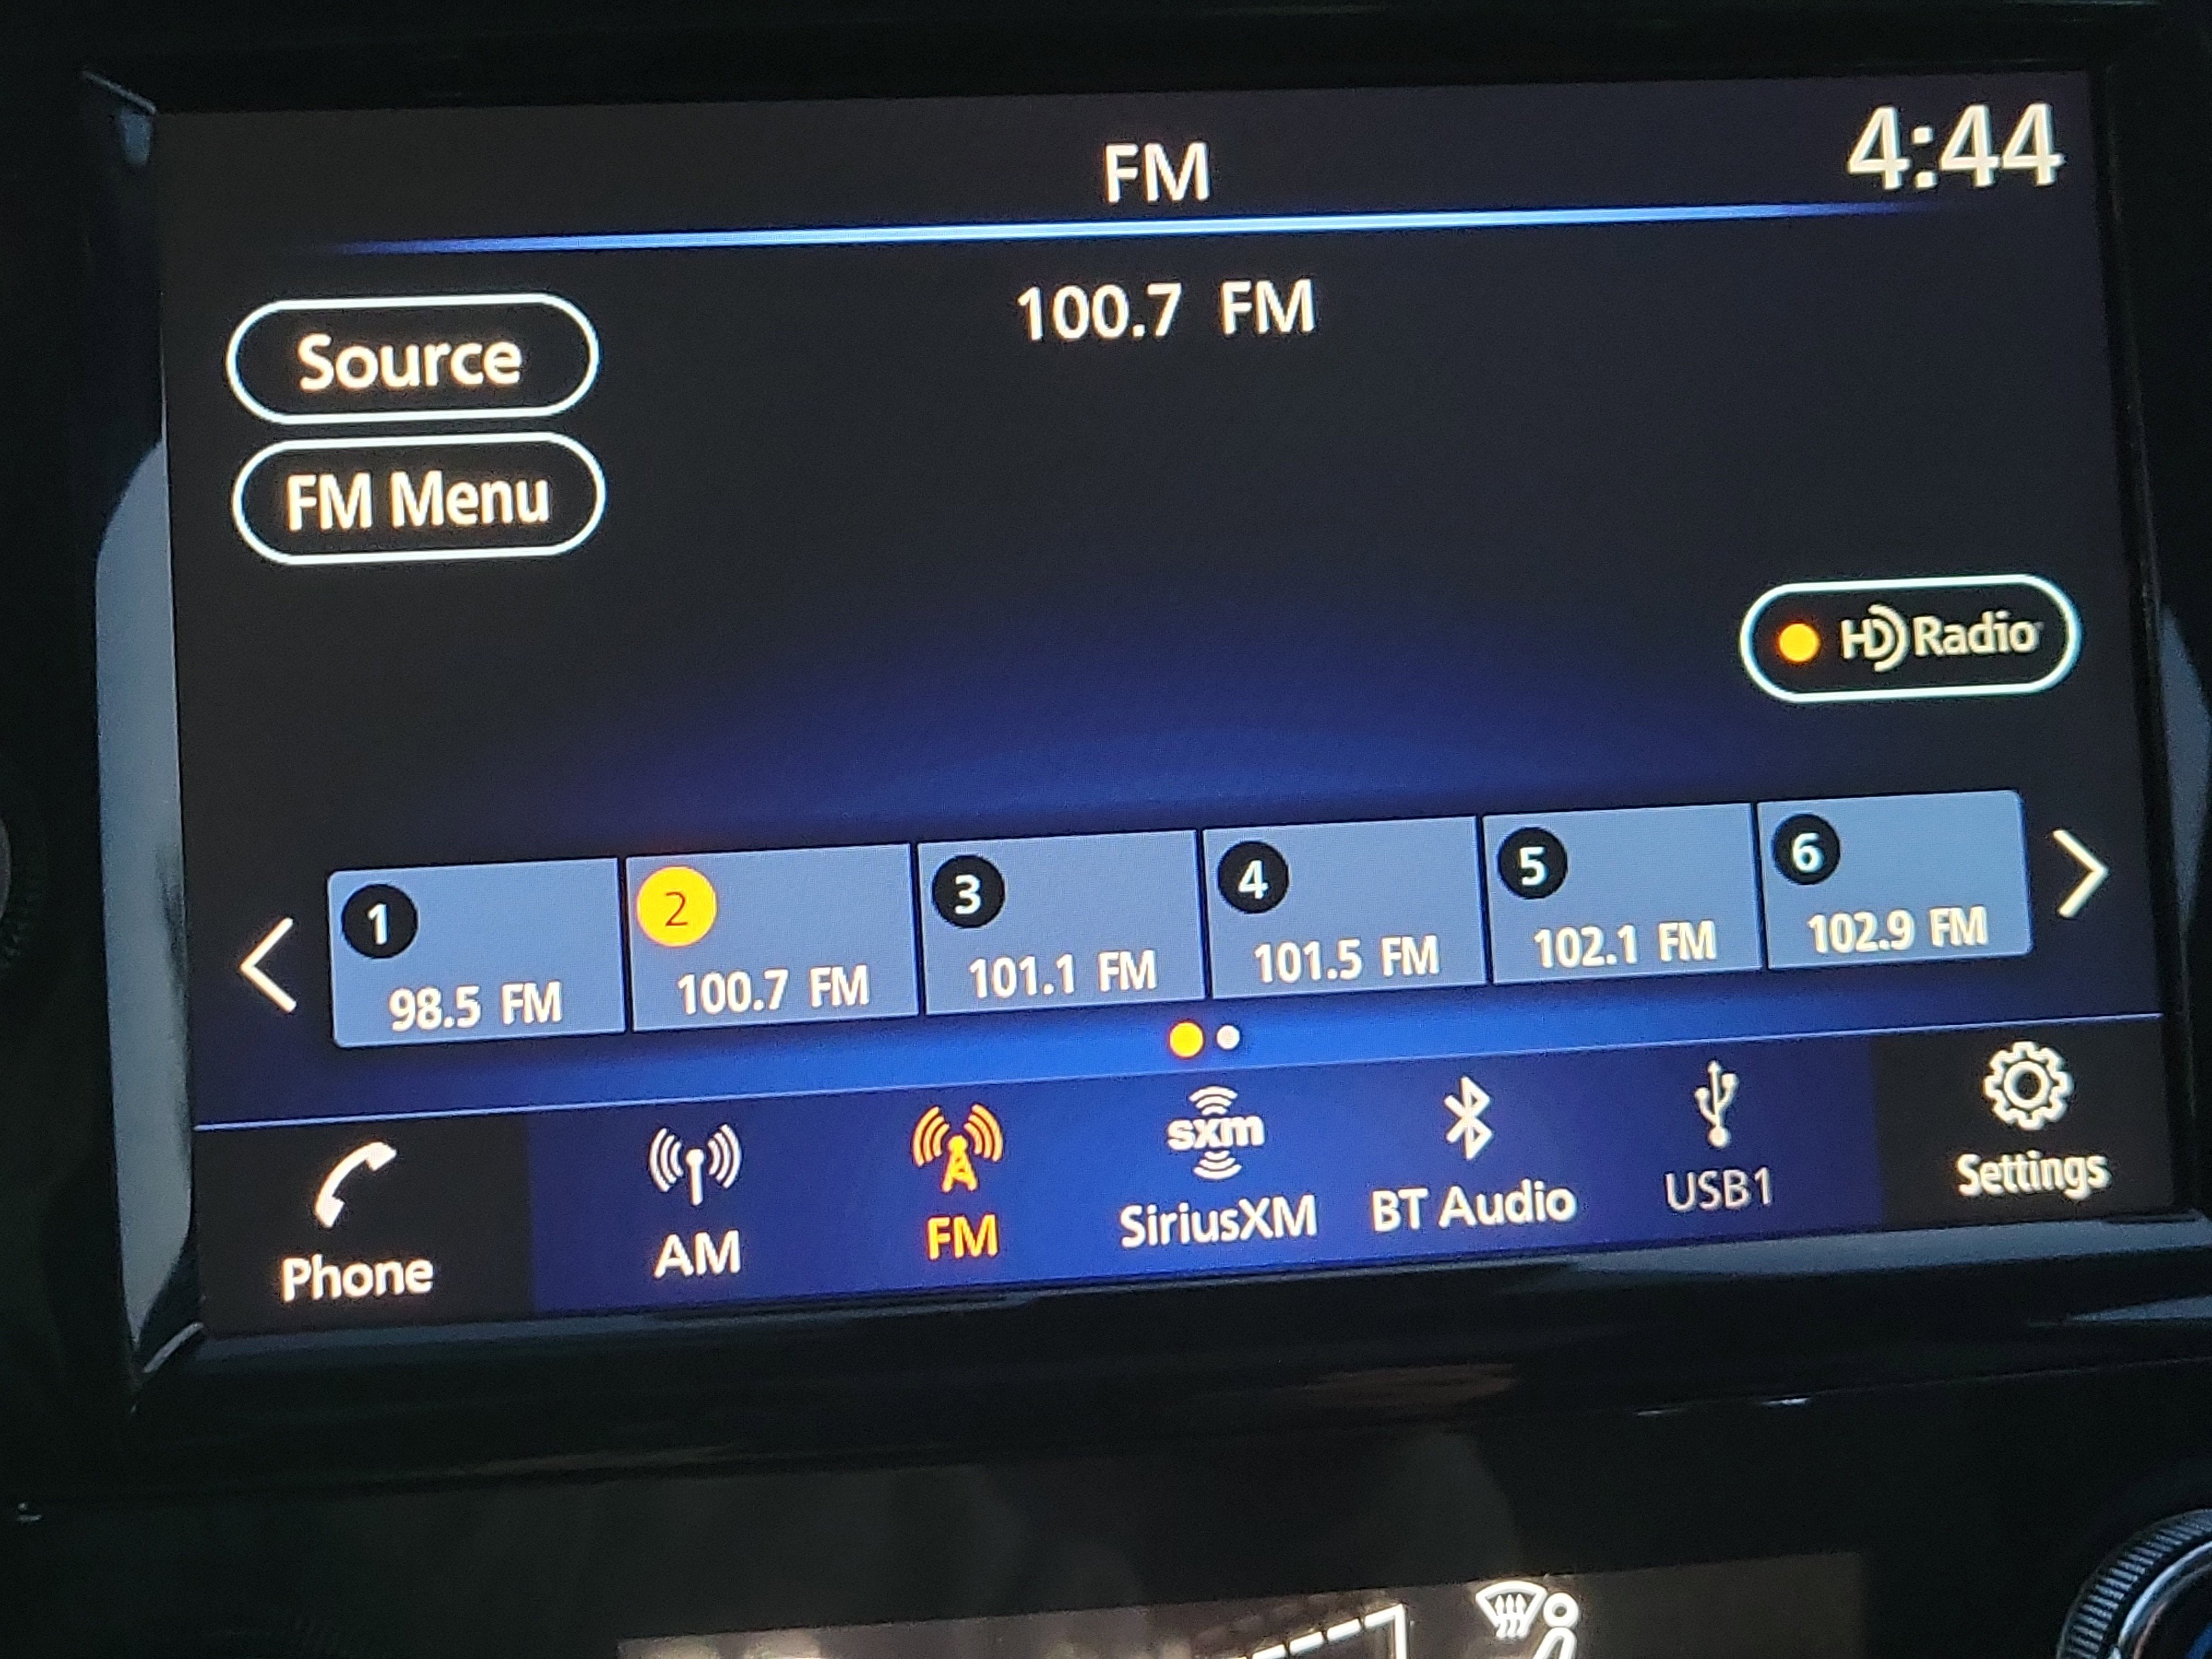 FM
4:44
100.7 FM
Source
FM Menu
HD Radio
1
2
3
4
5
6
98.5 FM
100.7 FM
101.1 FM
101.5 FM
102.1 FM
102.9 FM
sxm
Phone
AM
FM
SiriusXM
BT Audio
USB1
Settings